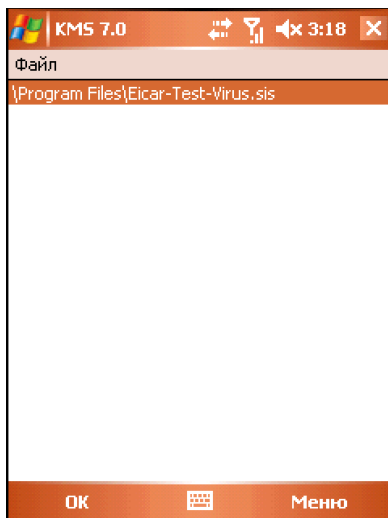 KMS 7.0 3:18
Файл
\Program Files\Eicar-Test-Virus.sis
OK Меню